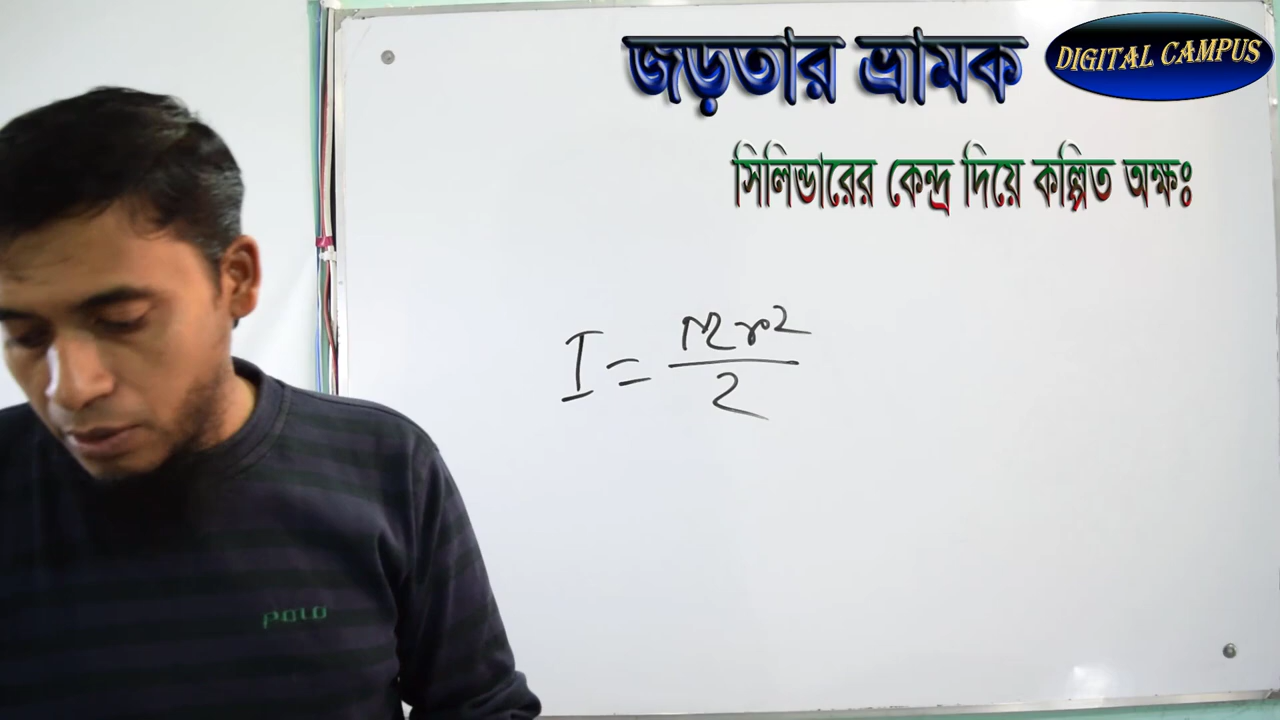 জড়তার ভ্রামক
DIGITAL CAMPUS
সিলিন্ডারের কেন্দ্র দিয়ে কল্পিত অক্ষঃ
I = Mr²/2
POLO